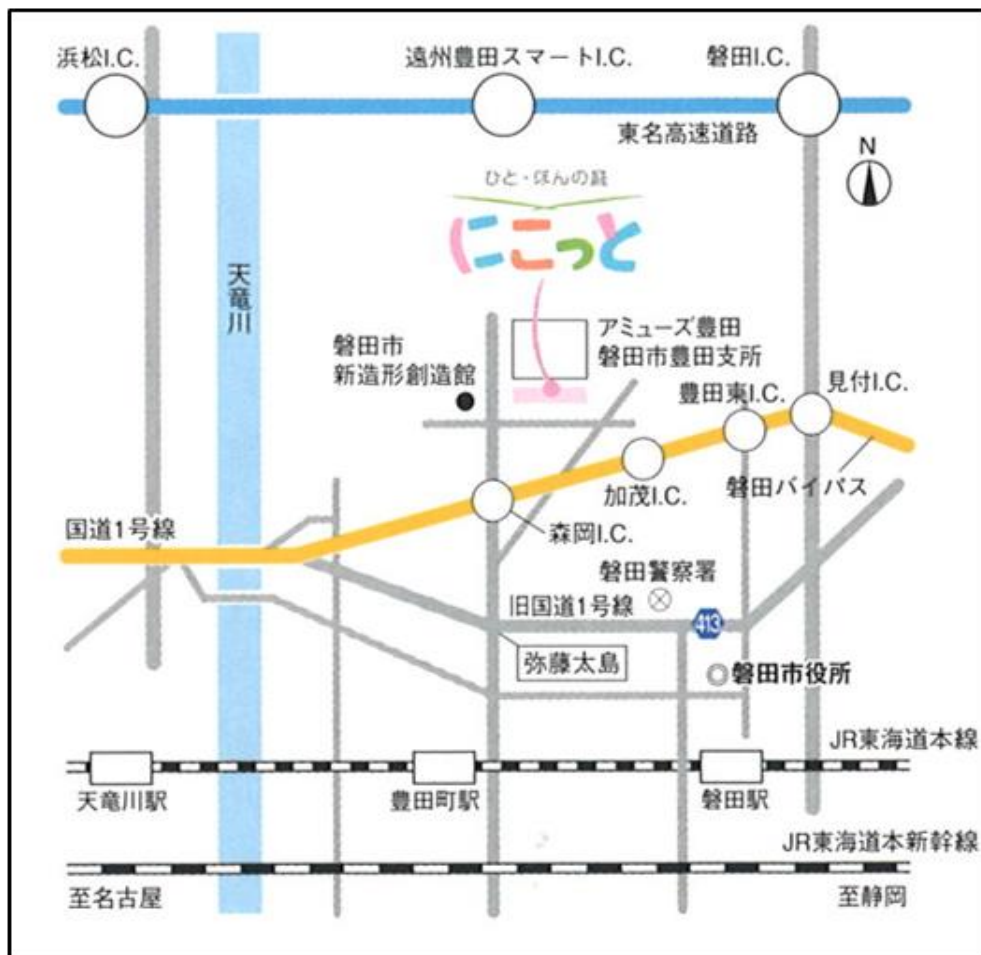 浜松I.C.
遠州豊田スマートI.C.
磐田I.C.
東名高速道路
N
ひと・ほんの庭
にこっと
天竜川
アミューズ豊田
磐田市豊田支所
磐田市
新造形創造館
豊田東I.C.
見付I.C.
加茂I.C.
磐田バイパス
国道1号線
森岡I.C.
磐田警察署
旧国道1号線
413
弥藤太島
磐田市役所
JR東海道本線
天竜川駅
豊田町駅
磐田駅
JR東海道本新幹線
至名古屋
至静岡